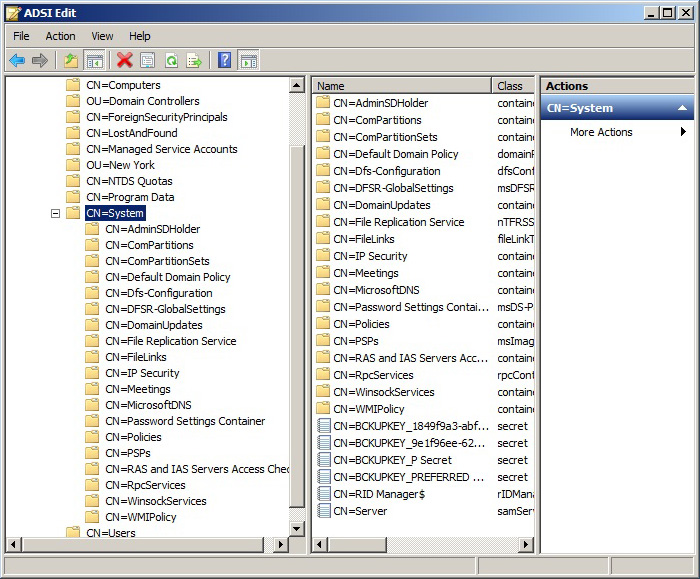 ADSI Edit
File Action View Help
CN=Computers
OU=Domain Controllers
CN=ForeignSecurityPrincipals
CN=LostAndFound
CN=Managed Service Accounts
OU=New York
CN=NTDS Quotas
CN=Program Data
CN=System
CN=AdminSDHolder
CN=ComPartitions
CN=ComPartitionSets
CN=Default Domain Policy
CN=Dfs-Configuration
CN=DFSR-GlobalSettings
CN=DomainUpdates
CN=File Replication Service
CN=FileLinks
CN=IP Security
CN=Meetings
CN=MicrosoftDNS
CN=Password Settings Container
CN=Policies
CN=PSPs
CN=RAS and IAS Servers Access Chec
CN=RpcServices
CN=WinsockServices
CN=WMIPolicy
CN=Users
Name Class
CN=AdminSDHolder containe
CN=ComPartitions containe
CN=ComPartitionSets containe
CN=Default Domain Policy domainP
CN=Dfs-Configuration dfsConf
CN=DFSR-GlobalSettings msDFSR
CN=DomainUpdates containe
CN=File Replication Service nTFRSS
CN=FileLinks fileLinkT
CN=IP Security containe
CN=Meetings containe
CN=MicrosoftDNS containe
CN=Password Settings Contai... msDS-P
CN=Policies containe
CN=PSPs msImag
CN=RAS and IAS Servers Acc... containe
CN=RpcServices rpcCont
CN=WinsockServices containe
CN=WMIPolicy containe
CN=BCKUPKEY_1849f9a3-abf... secret
CN=BCKUPKEY_9e1f96ee-62... secret
CN=BCKUPKEY_P Secret secret
CN=BCKUPKEY_PREFERRED ... secret
CN=RID Manager$ rIDMana
CN=Server samServ
Actions
CN=System
More Actions